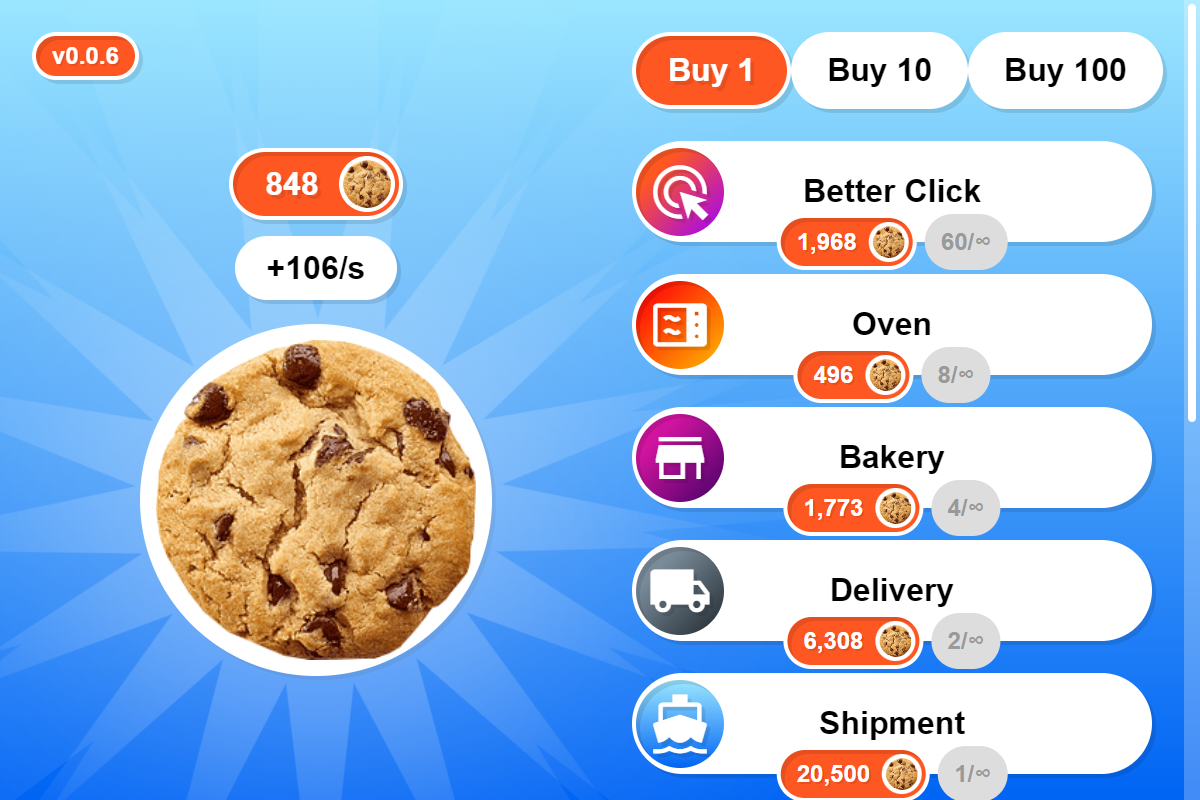 v0.0.6
848
+106/s
Buy 1
Buy 10
Buy 100
Better Click
1,968
60/∞
Oven
496
8/∞
Bakery
1,773
4/∞
Delivery
6,308
2/∞
Shipment
20,500
1/∞